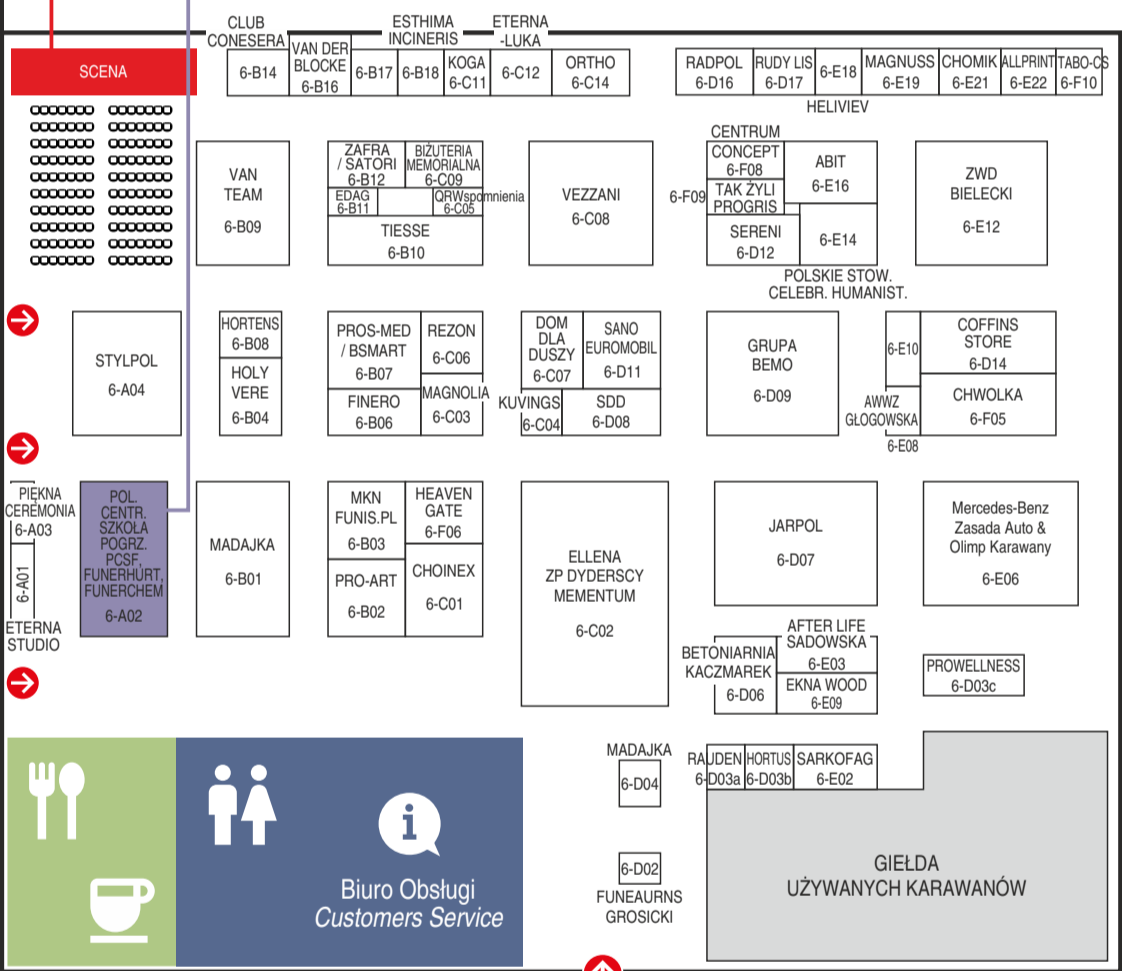 CLUB
CONESERA
ESTHIMA
INCINERIS
ETERNA
-LUKA
SCENA
6-B14
VAN DER
BLOCKE
6-B16
6-B17
6-B18
KOGA
6-C11
6-C12
ORTHO
6-C14
RADPOL
6-D16
RUDY LIS
6-D17
6-E18
MAGNUSS
6-E19
CHOMIK
6-E21
ALLPRINT
6-E22
TABO-CS
6-F10
HELIVIEV
VAN
TEAM
6-B09
ZAFRA
/ SATORI
6-B12
BIŻUTERIA
MEMORIALNA
6-C09
EDAG
6-B11
QRWspomnienia
6-C05
TIESSE
6-B10
VEZZANI
6-C08
CENTRUM
CONCEPT
6-F08
6-F09
TAK ŻYLI
PROGRIS
ABIT
6-E16
SERENI
6-D12
6-E14
POLSKIE STOW.
CELEBR. HUMANIST.
ZWD
BIELECKI
6-E12
STYLPOL
6-A04
HORTENS
6-B08
HOLY
VERE
6-B04
PROS-MED
/ BSMART
6-B07
REZON
6-C06
FINERO
6-B06
MAGNOLIA
6-C03
DOM
DLA
DUSZY
6-C07
SANO
EUROMOBIL
6-D11
KUVINGS
6-C04
SDD
6-D08
GRUPA
BEMO
6-D09
6-E10
COFFINS
STORE
6-D14
AWWZ
GŁOGOWSKA
6-E08
CHWOLKA
6-F05
PIĘKNA
CEREMONIA
6-A03
6-A01
ETERNA
STUDIO
POL.
CENTR.
SZKOŁA
POGRZ.
PCSF,
FUNERHURT,
FUNERCHEM
6-A02
MADAJKA
6-B01
MKN
FUNIS.PL
6-B03
HEAVEN
GATE
6-F06
PRO-ART
6-B02
CHOINEX
6-C01
ELLENA
ZP DYDERSCY
MEMENTUM
6-C02
JARPOL
6-D07
Mercedes-Benz
Zasada Auto &
Olimp Karawany
6-E06
BETONIARNIA
KACZMAREK
6-D06
AFTER LIFE
SADOWSKA
6-E03
EKNA WOOD
6-E09
PROWELLNESS
6-D03c
MADAJKA
6-D04
RAUDEN
6-D03a
HORTUS
6-D03b
SARKOFAG
6-E02
6-D02
FUNEAURNS
GROSICKI
GIEŁDA
UŻYWANYCH KARAWANÓW
i
Biuro Obsługi
Customers Service